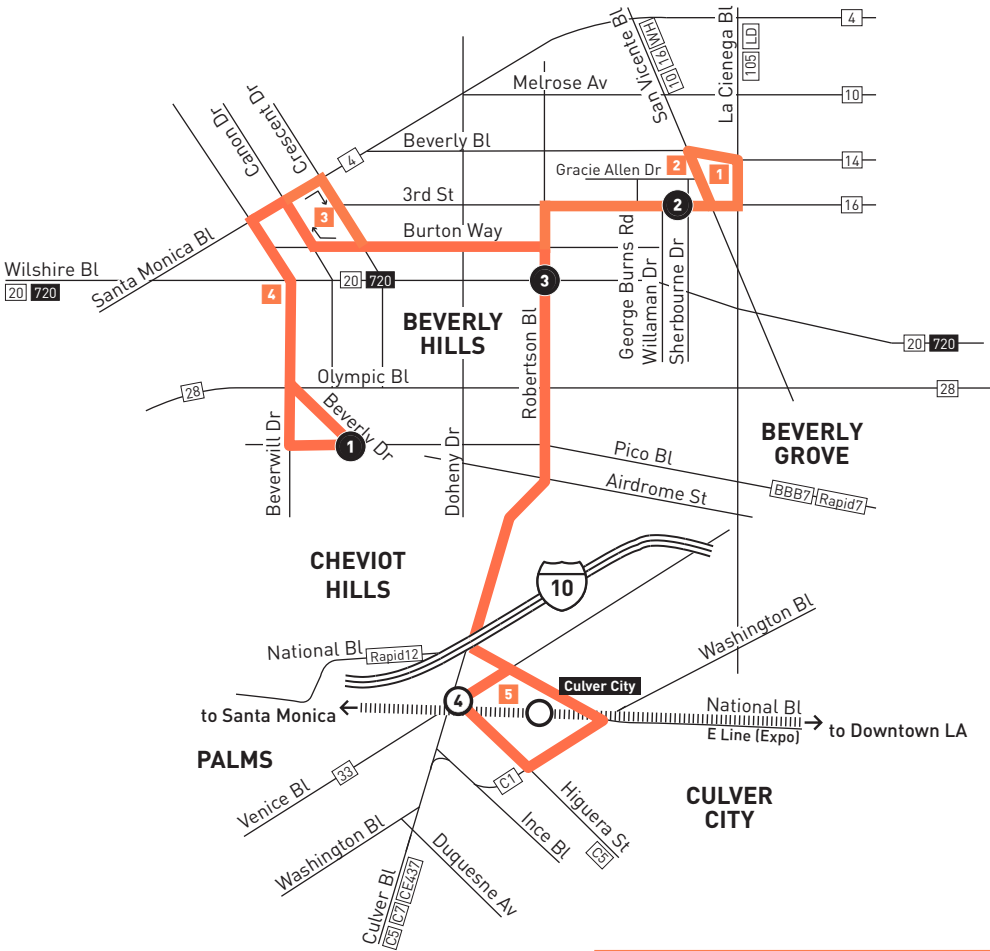 San Vicente Bl
10 16 WH
La Cienega Bl
105 LD
4
Melrose Av
10
Canon Dr
Crescent Dr
4
Beverly Bl
14
Gracie Allen Dr
2
1
3rd St
2
16
3
Burton Way
Santa Monica Bl
Wilshire Bl
20 720
4
20 720
3
BEVERLY
HILLS
Robertson Bl
George Burns Rd
Willaman Dr
Sherbourne Dr
20 720
Olympic Bl
28
28
Beverly Dr
Beverwill Dr
1
Doheny Dr
BEVERLY
GROVE
Pico Bl
BBB7 Rapid7
Airdrome St
CHEVIOT
HILLS
10
National Bl
Rapid12
Washington Bl
Culver City
5
4
to Santa Monica
National Bl
E Line (Expo)
to Downtown LA
PALMS
Venice Bl
33
C1
CULVER
CITY
Higuera St
C5
Ince Bl
Washington Bl
Duquesne Av
Culver Bl
C5 C7 CE437